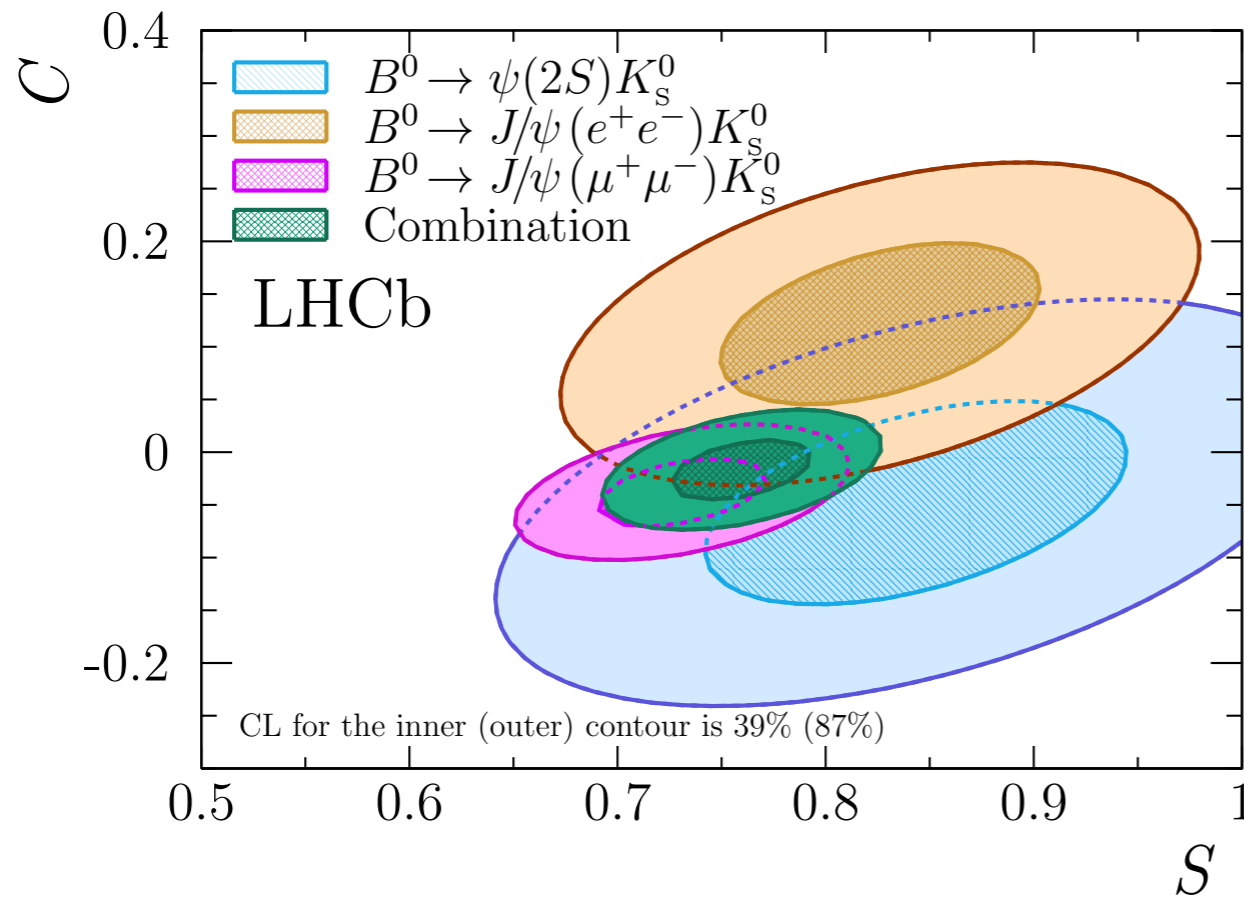 C
0.4
0.2
0
-0.2
B⁰ → ψ(2S)K⁰ₛ
B⁰ → J/ψ (e⁺e⁻)K⁰ₛ
B⁰ → J/ψ (μ⁺μ⁻)K⁰ₛ
Combination
LHCb
CL for the inner (outer) contour is 39% (87%)
0.5 0.6 0.7 0.8 0.9 1
S